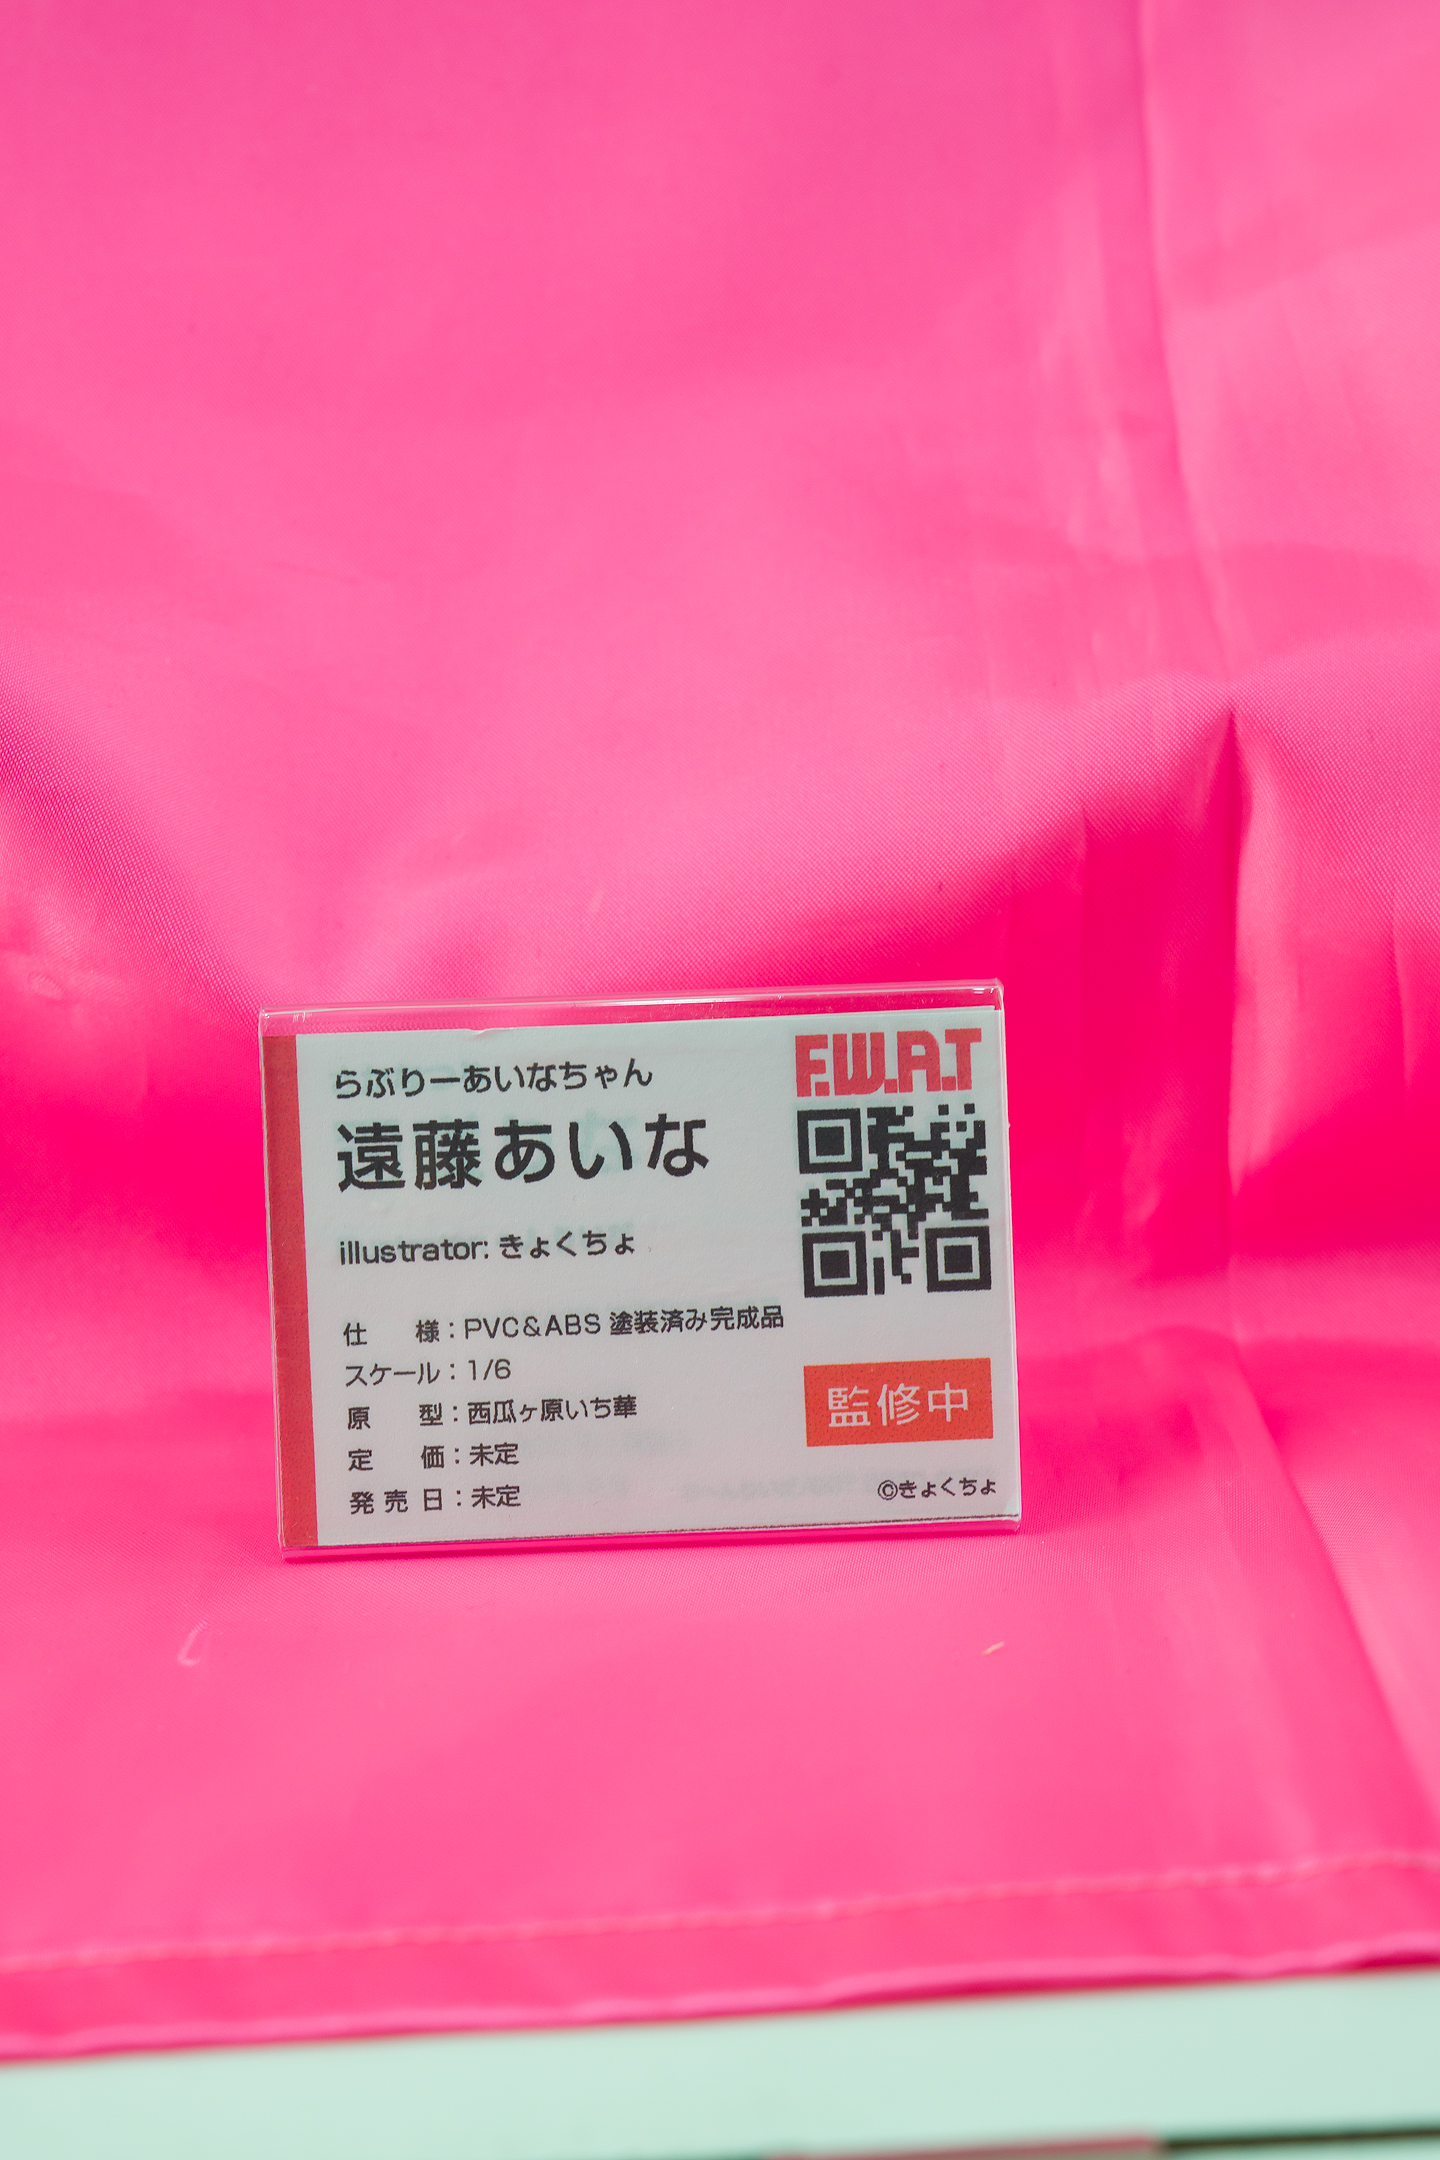 らぶりーあいなちゃん
遠藤あいな
illustrator: きょくちょ
仕様：PVC&ABS 塗装済み完成品
スケール：1/6
原型：西瓜ヶ原いち華
定価：未定
発売日：未定
F.W.A.T
監修中
©きょくちょ